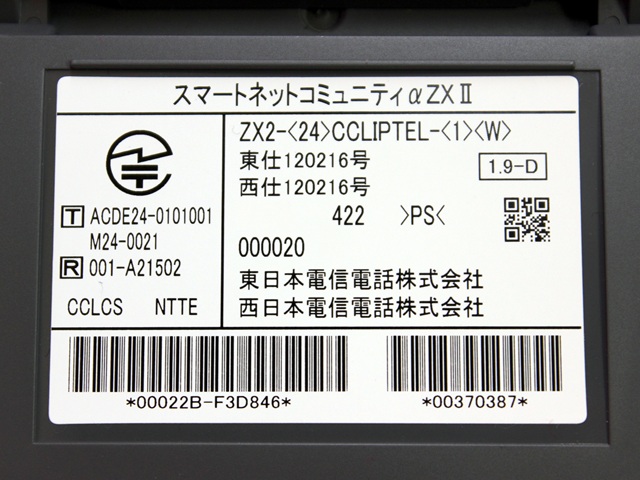 スマートネットコミュニティαZXⅡ
ZX2-<24>CCLIPTEL-<1><W>
東仕120216号
西仕120216号
1.9-D
422 >PS<
000020
東日本電信電話株式会社
西日本電信電話株式会社
T ACDE24-0101001
M24-0021
R 001-A21502
CCLCS NTTE
*00022B-F3D846*
*00370387*